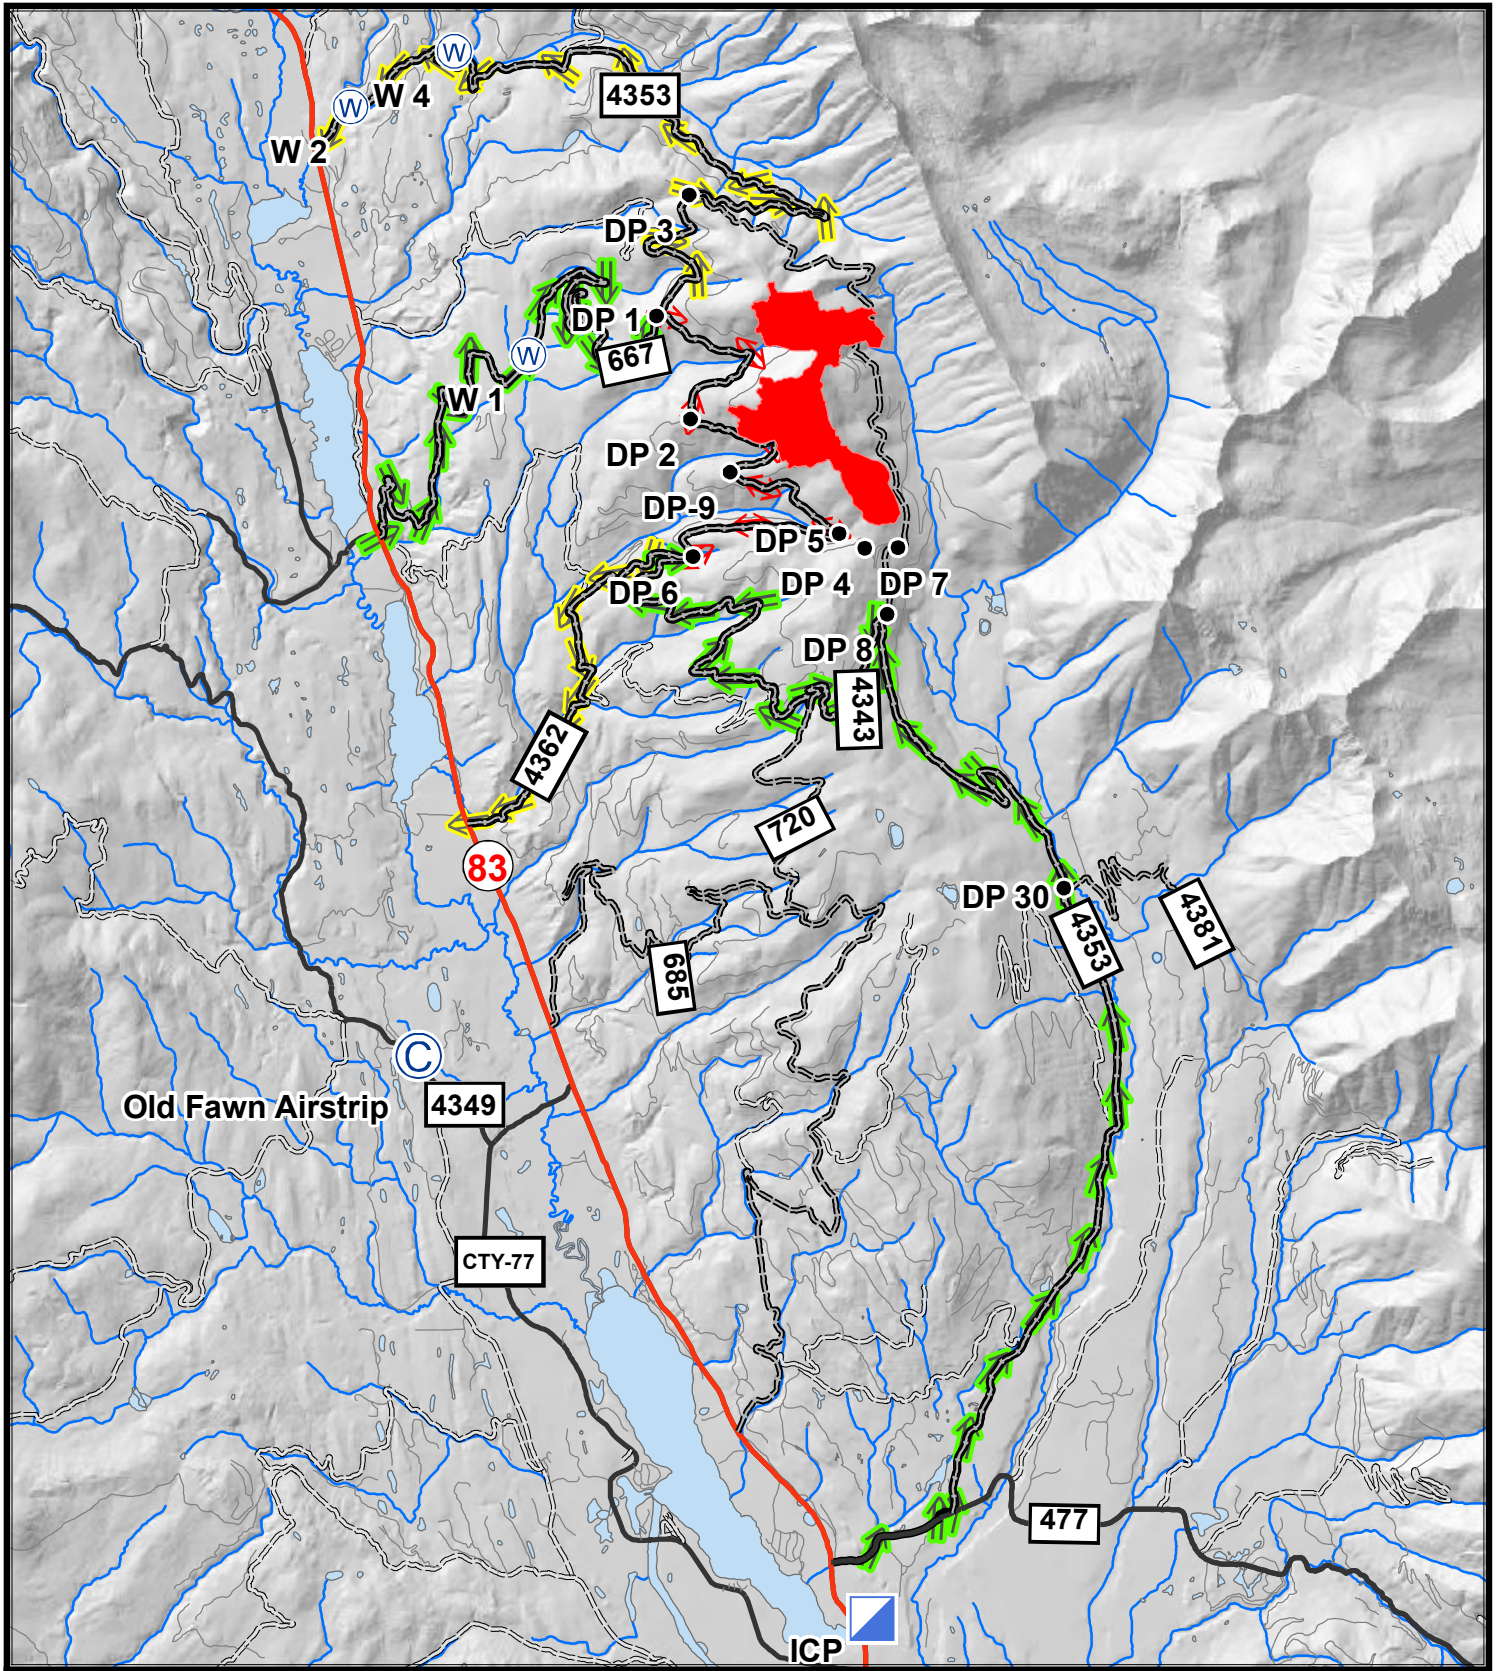 W
W 4
4353
W
W 2
DP 3
DP 1
667
W
W 1
DP 2
DP-9
DP 5
DP 6
DP 4
DP 7
DP 8
4343
4362
720
83
DP 30
4353
4381
685
C
Old Fawn Airstrip
4349
CTY-77
477
ICP